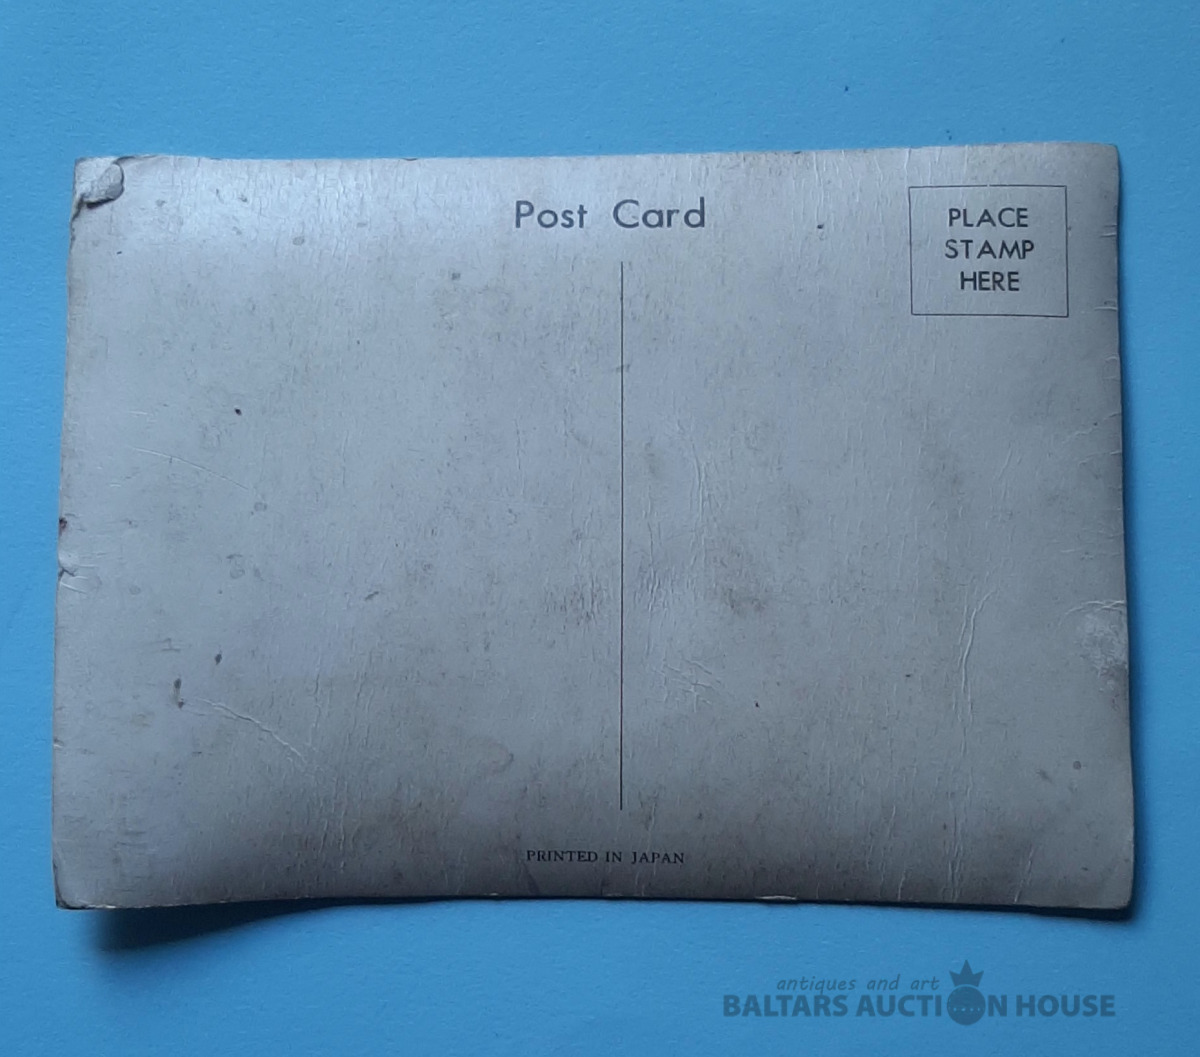 Post Card
PLACE
STAMP
HERE
PRINTED IN JAPAN
antiques and art
BALTARS AUCTION HOUSE